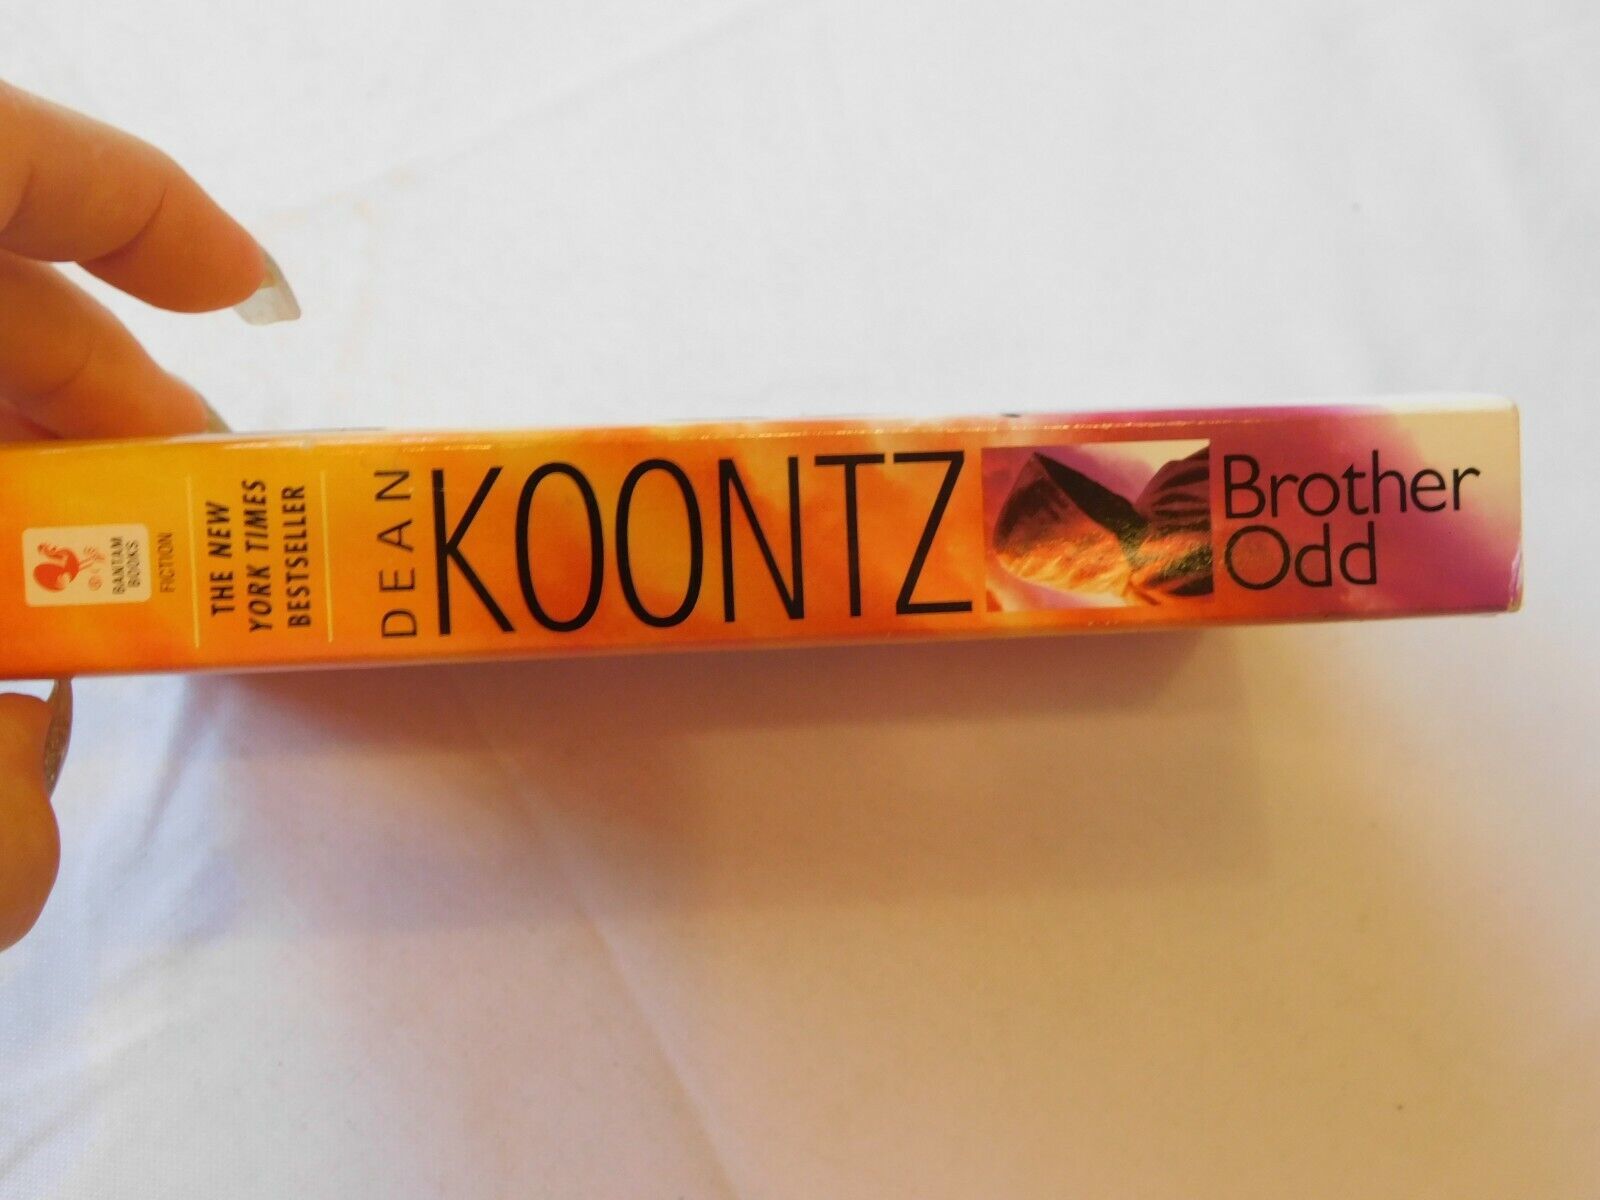 BANTAM
BOOKS
FICTION
THE NEW
YORK TIMES
BESTSELLER
DEAN
KOONTZ
Brother
Odd